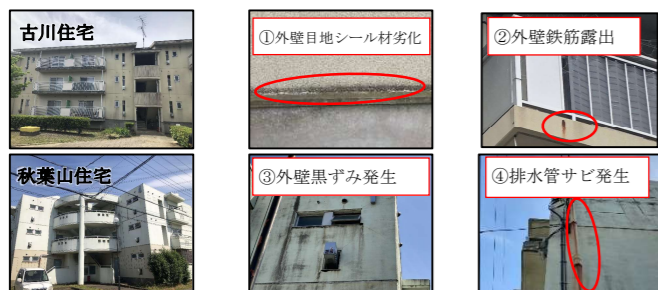 古川住宅
①外壁目地シール材劣化
②外壁鉄筋露出
秋葉山住宅
③外壁黒ずみ発生
④排水管サビ発生